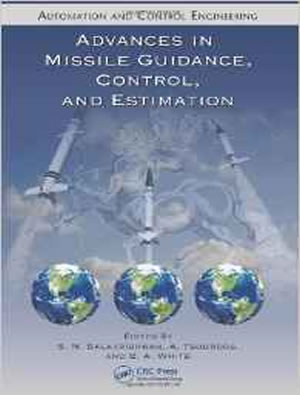 AUTOMATION AND CONTROL ENGINEERING
ADVANCES IN
MISSILE GUIDANCE,
CONTROL,
AND ESTIMATION
EDITED BY
S. N. BALAKRISHNAN, A. TSOURDOS,
AND B. A. WHITE
CRC Press